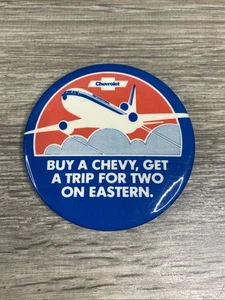 Chevrolet
BUY A CHEVY, GET
A TRIP FOR TWO
ON EASTERN.